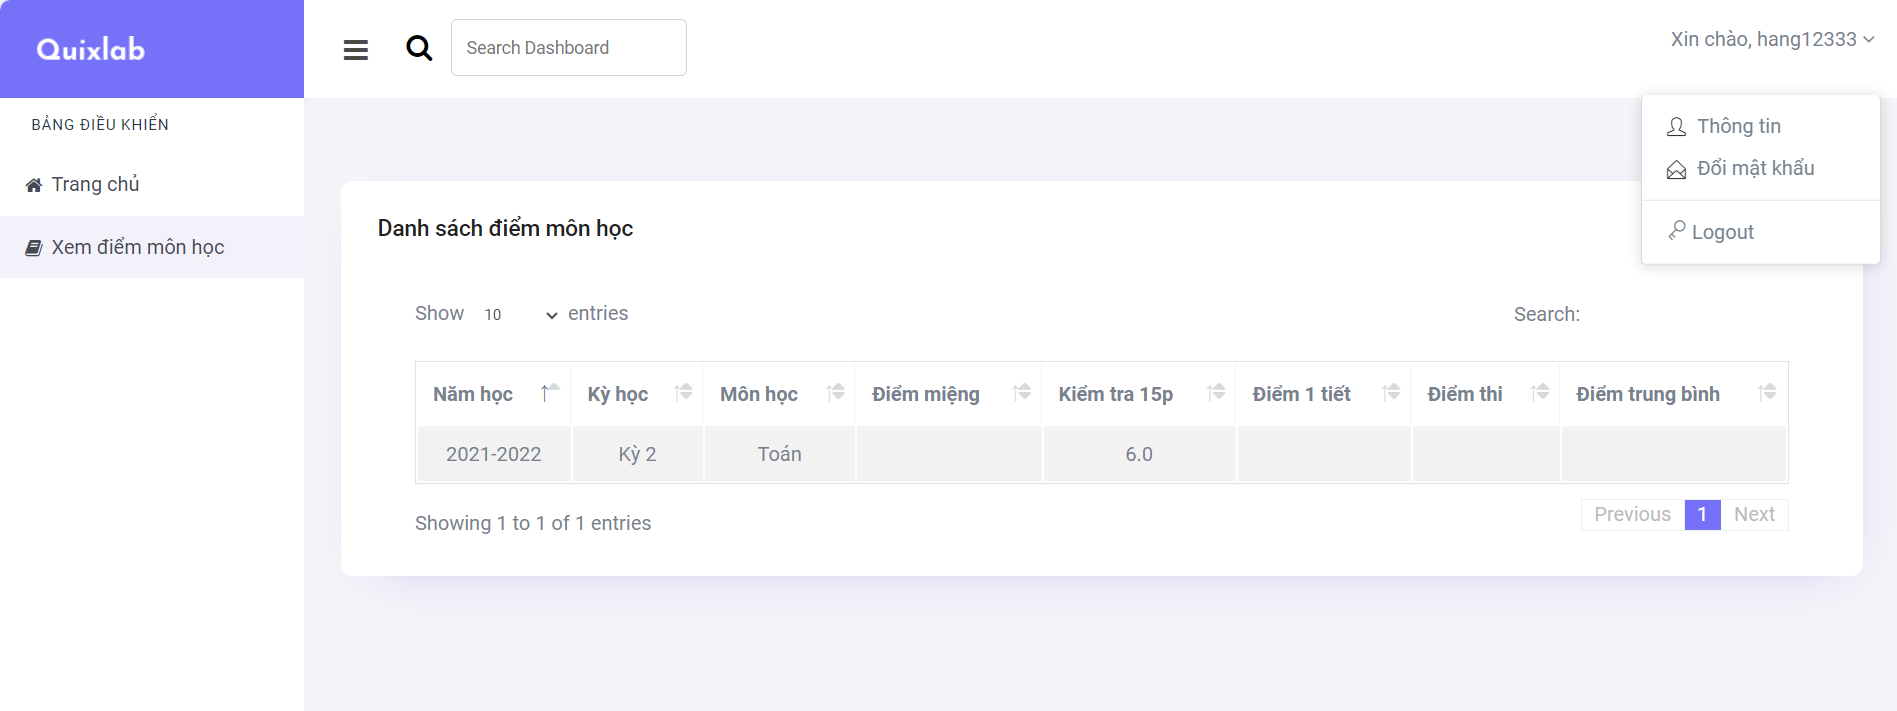 Quixlab
Search Dashboard
Xin chào, hang12333
BẢNG ĐIỀU KHIỂN
Trang chủ
Xem điểm môn học
Thông tin
Đổi mật khẩu
Logout
Danh sách điểm môn học
Show 10 entries
Search:
Năm học Kỳ học Môn học Điểm miệng Kiểm tra 15p Điểm 1 tiết Điểm thi Điểm trung bình
2021-2022 Kỳ 2 Toán 6.0
Showing 1 to 1 of 1 entries
Previous 1 Next